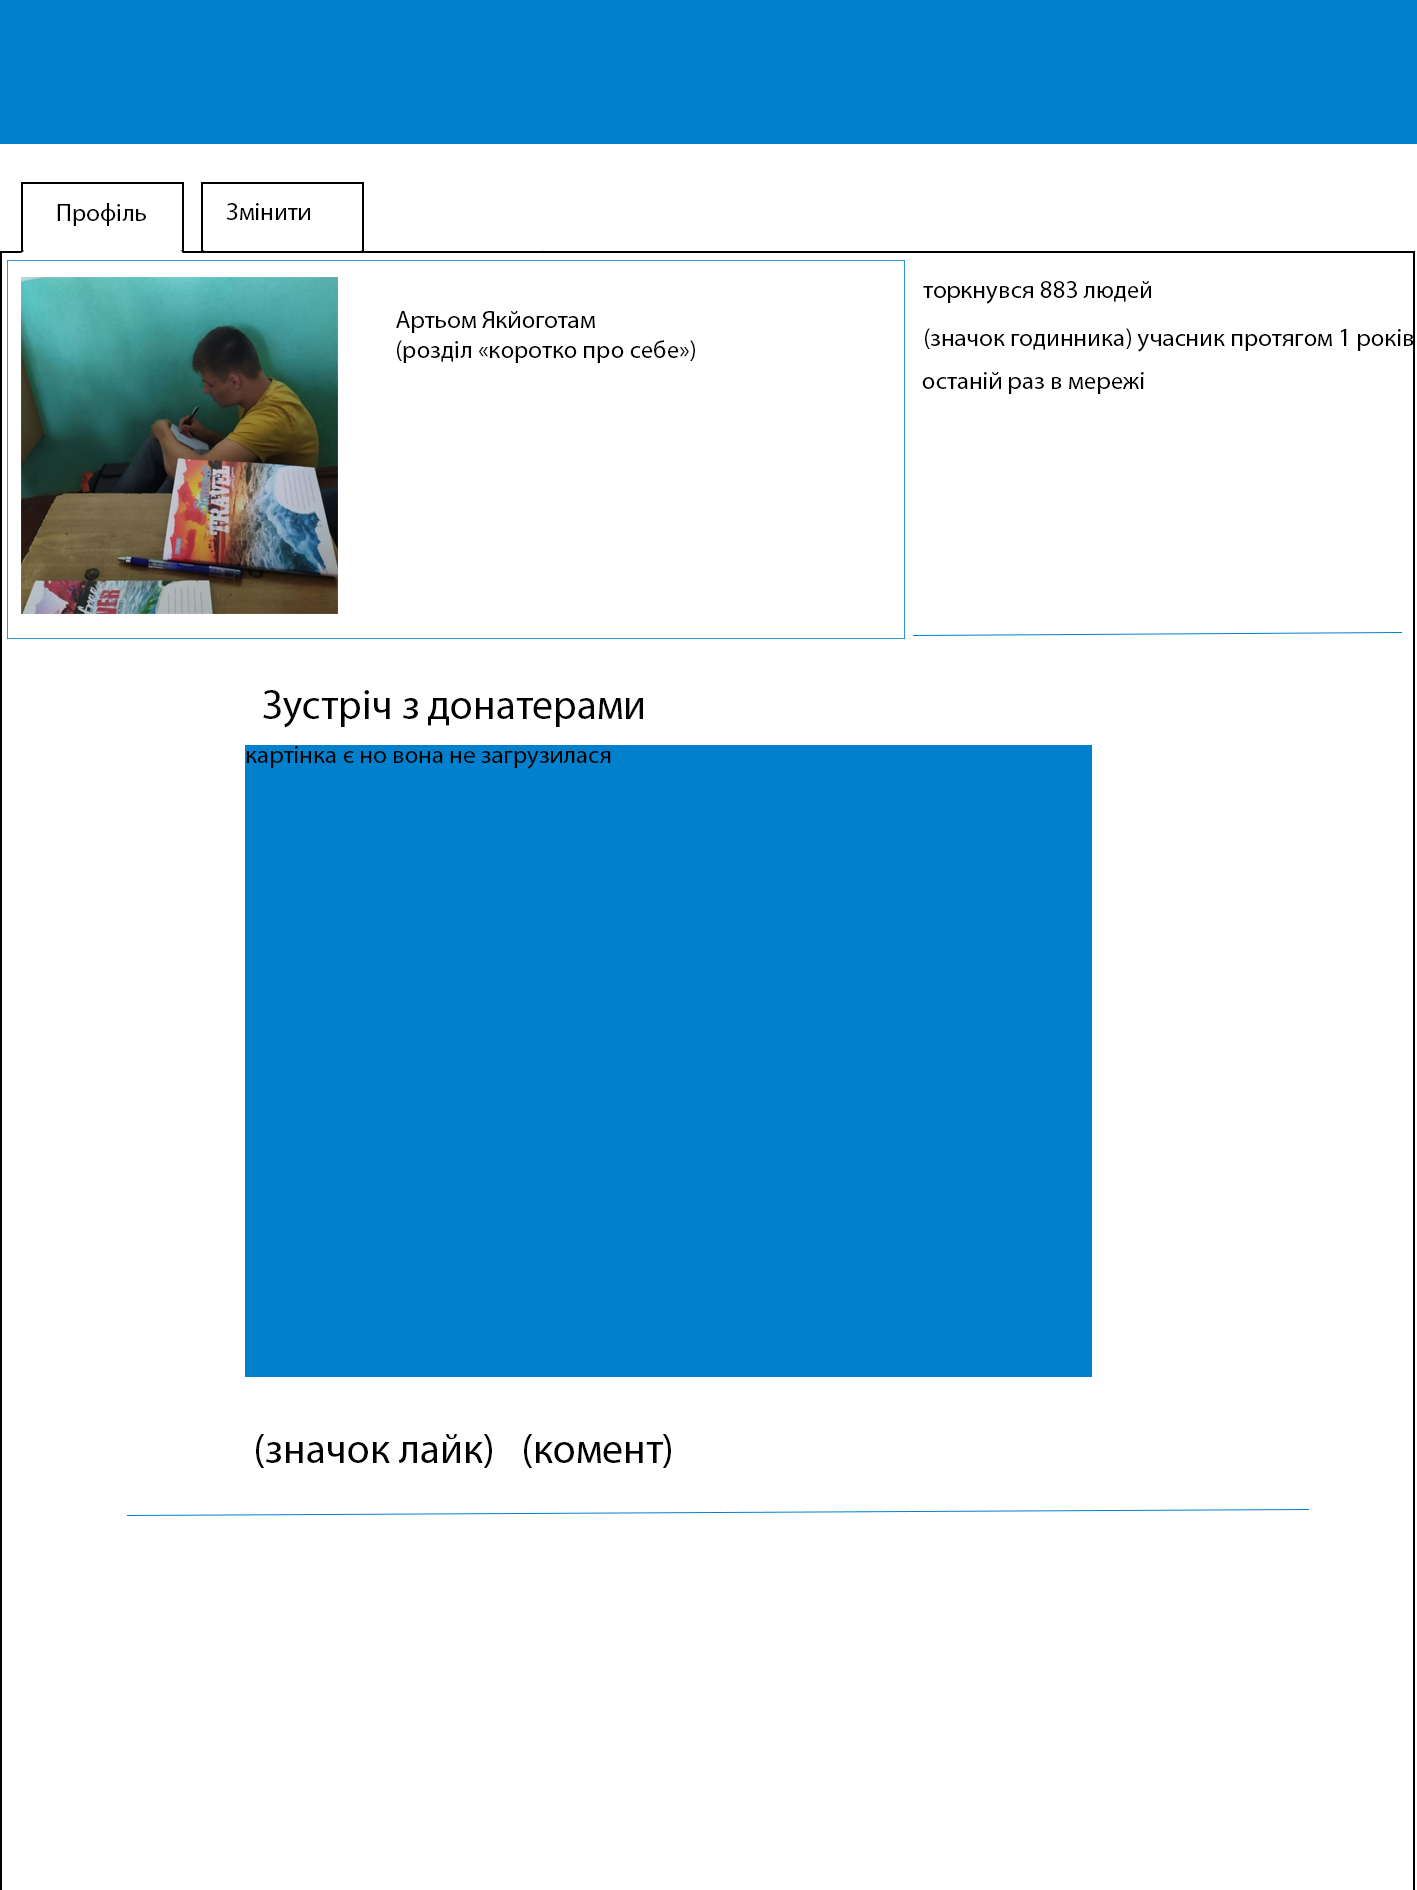 Профіль
Змінити
Артьом Якйоготам
(розділ «коротко про себе»)
торкнувся 883 людей
(значок годинника) учасник протягом 1 років
останій раз в мережі
TRAVEL
Зустріч з донатерами
картінка є но вона не загрузилася
(значок лайк) (комент)